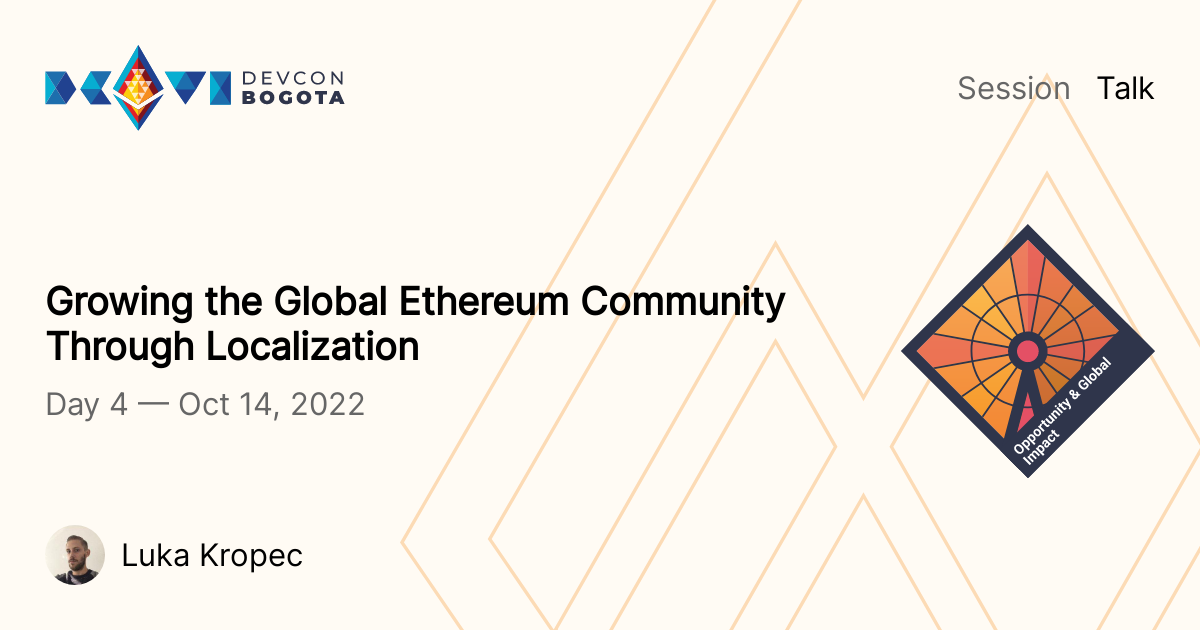 DEVCON
BOGOTA
Session Talk
Growing the Global Ethereum Community
Through Localization
Day 4 — Oct 14, 2022
Opportunity & Global
Impact
Luka Kropec